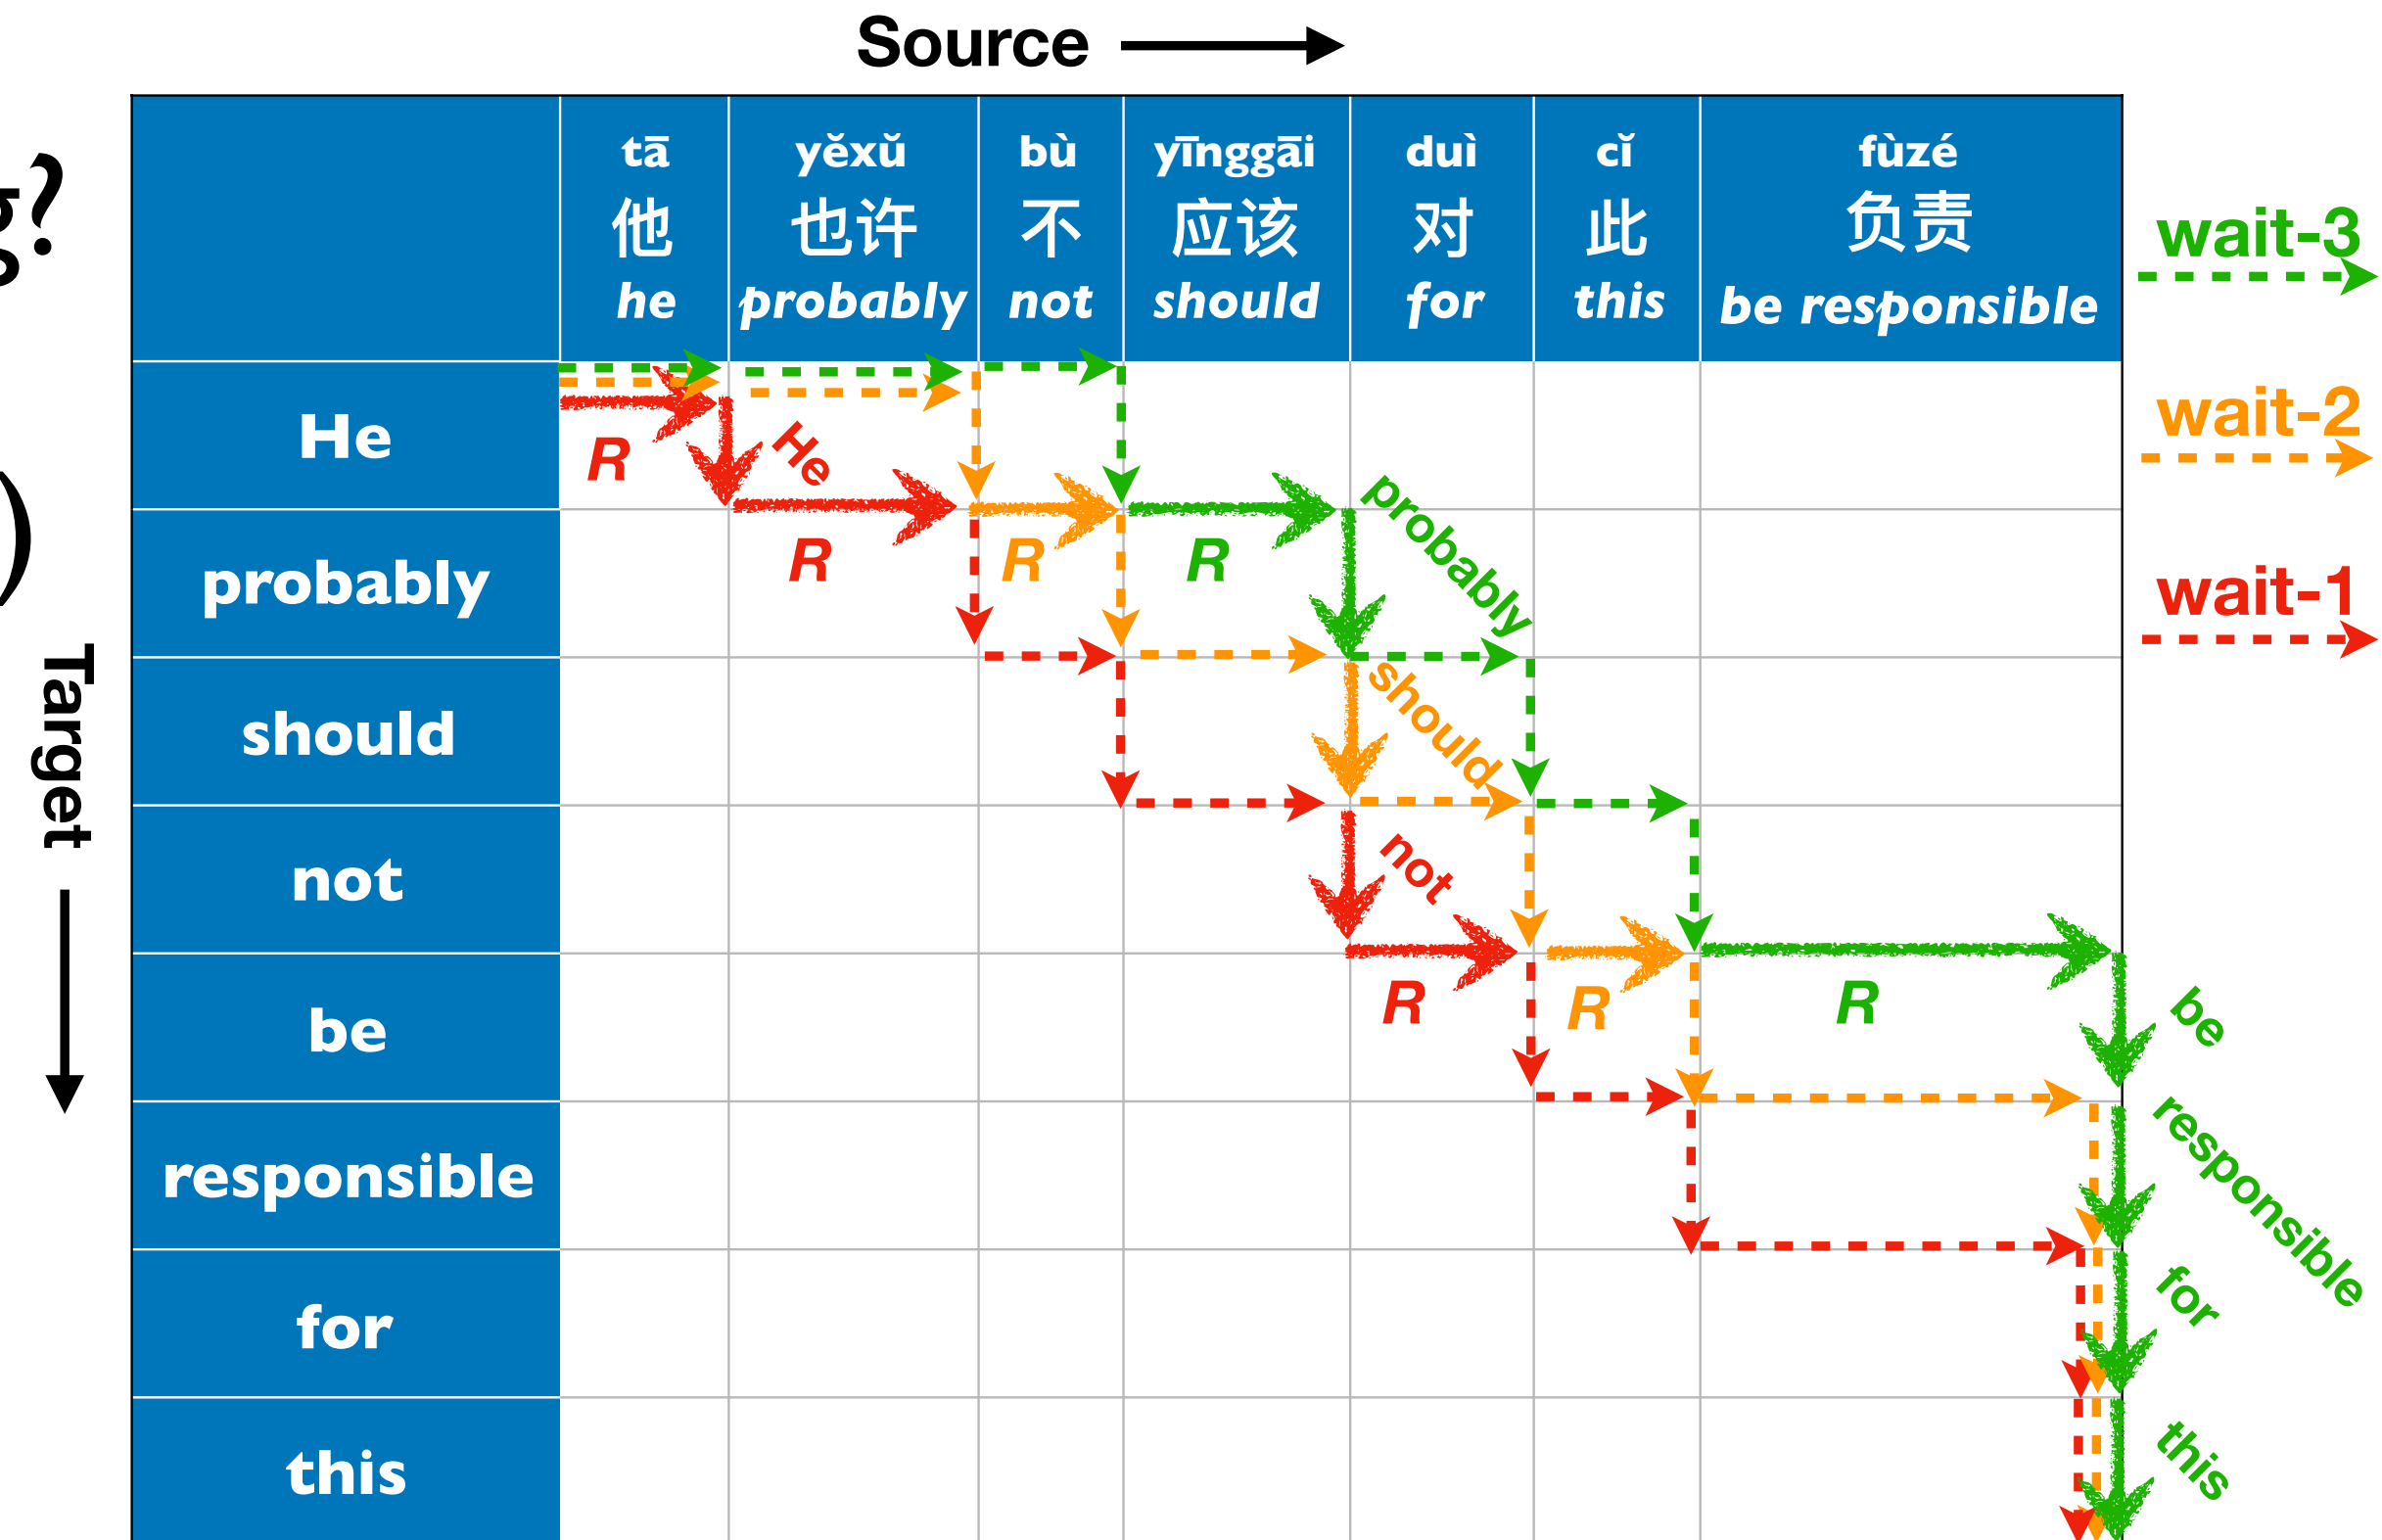 Source
tā yěxǔ bù yīnggāi duì cǐ fùzé
他 也许 不 应该 对 此 负责
he probably not should for this be responsible
wait-3
wait-2
wait-1
Target
He
probably
should
not
be
responsible
for
this
R
He
R
R
R
probably
should
not
R
R
R
be
responsible
for
this